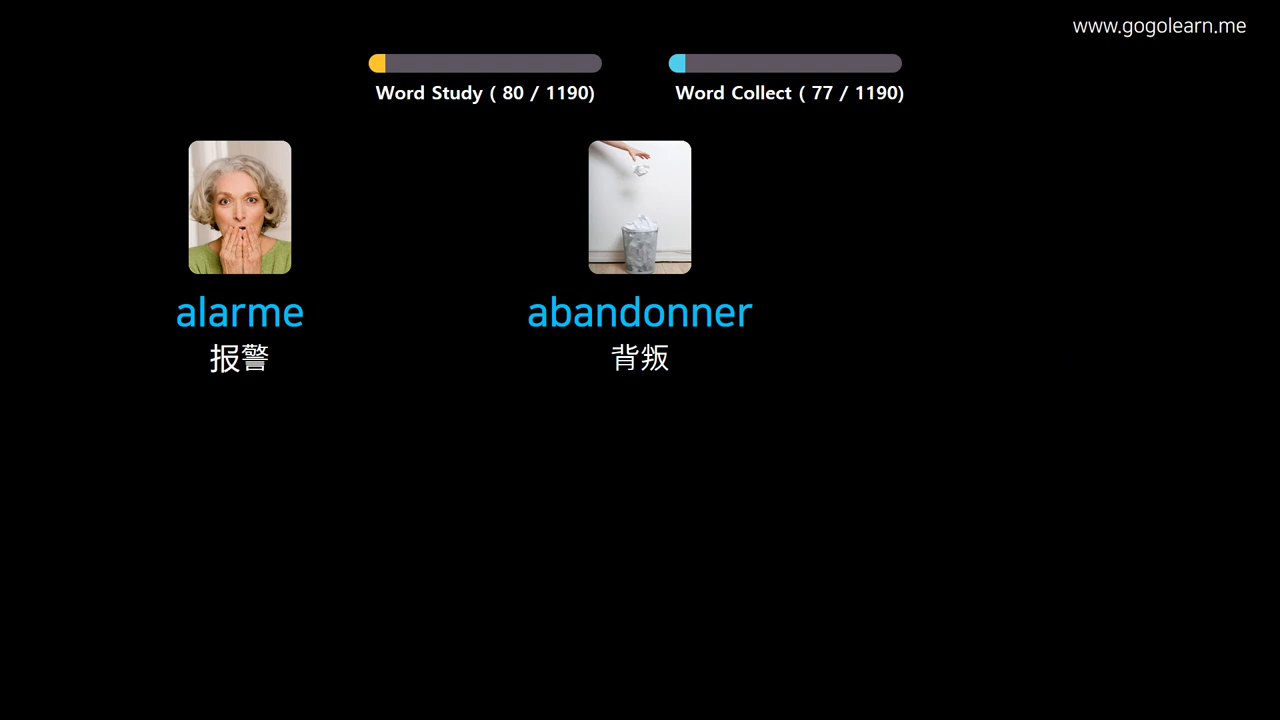 www.gogolearn.me
Word Study ( 80 / 1190)
Word Collect ( 77 / 1190)
alarme
报警
abandonner
背叛